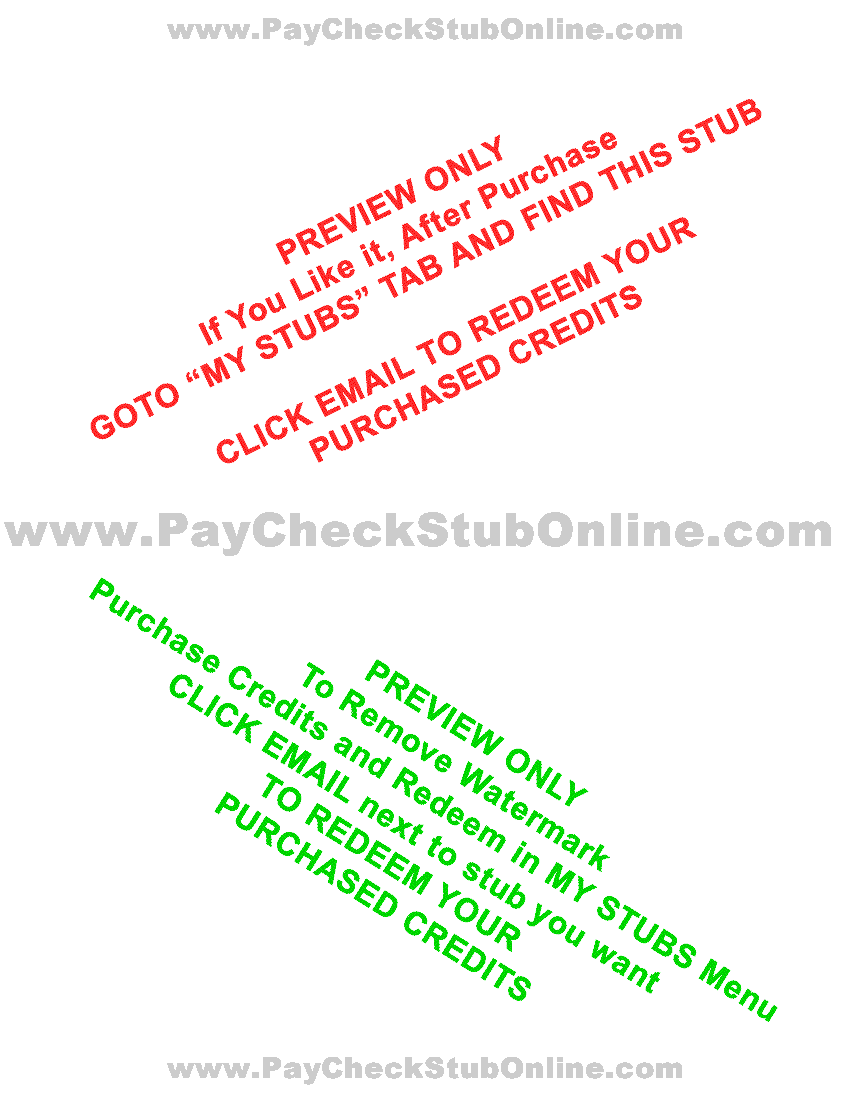 www.PayCheckStubOnline.com
PREVIEW ONLY
If You Like it, After Purchase
GOTO “MY STUBS” TAB AND FIND THIS STUB
CLICK EMAIL TO REDEEM YOUR
PURCHASED CREDITS
www.PayCheckStubOnline.com
PREVIEW ONLY
To Remove Watermark
Purchase Credits and Redeem in MY STUBS Menu
CLICK EMAIL next to stub you want
TO REDEEM YOUR
PURCHASED CREDITS
www.PayCheckStubOnline.com